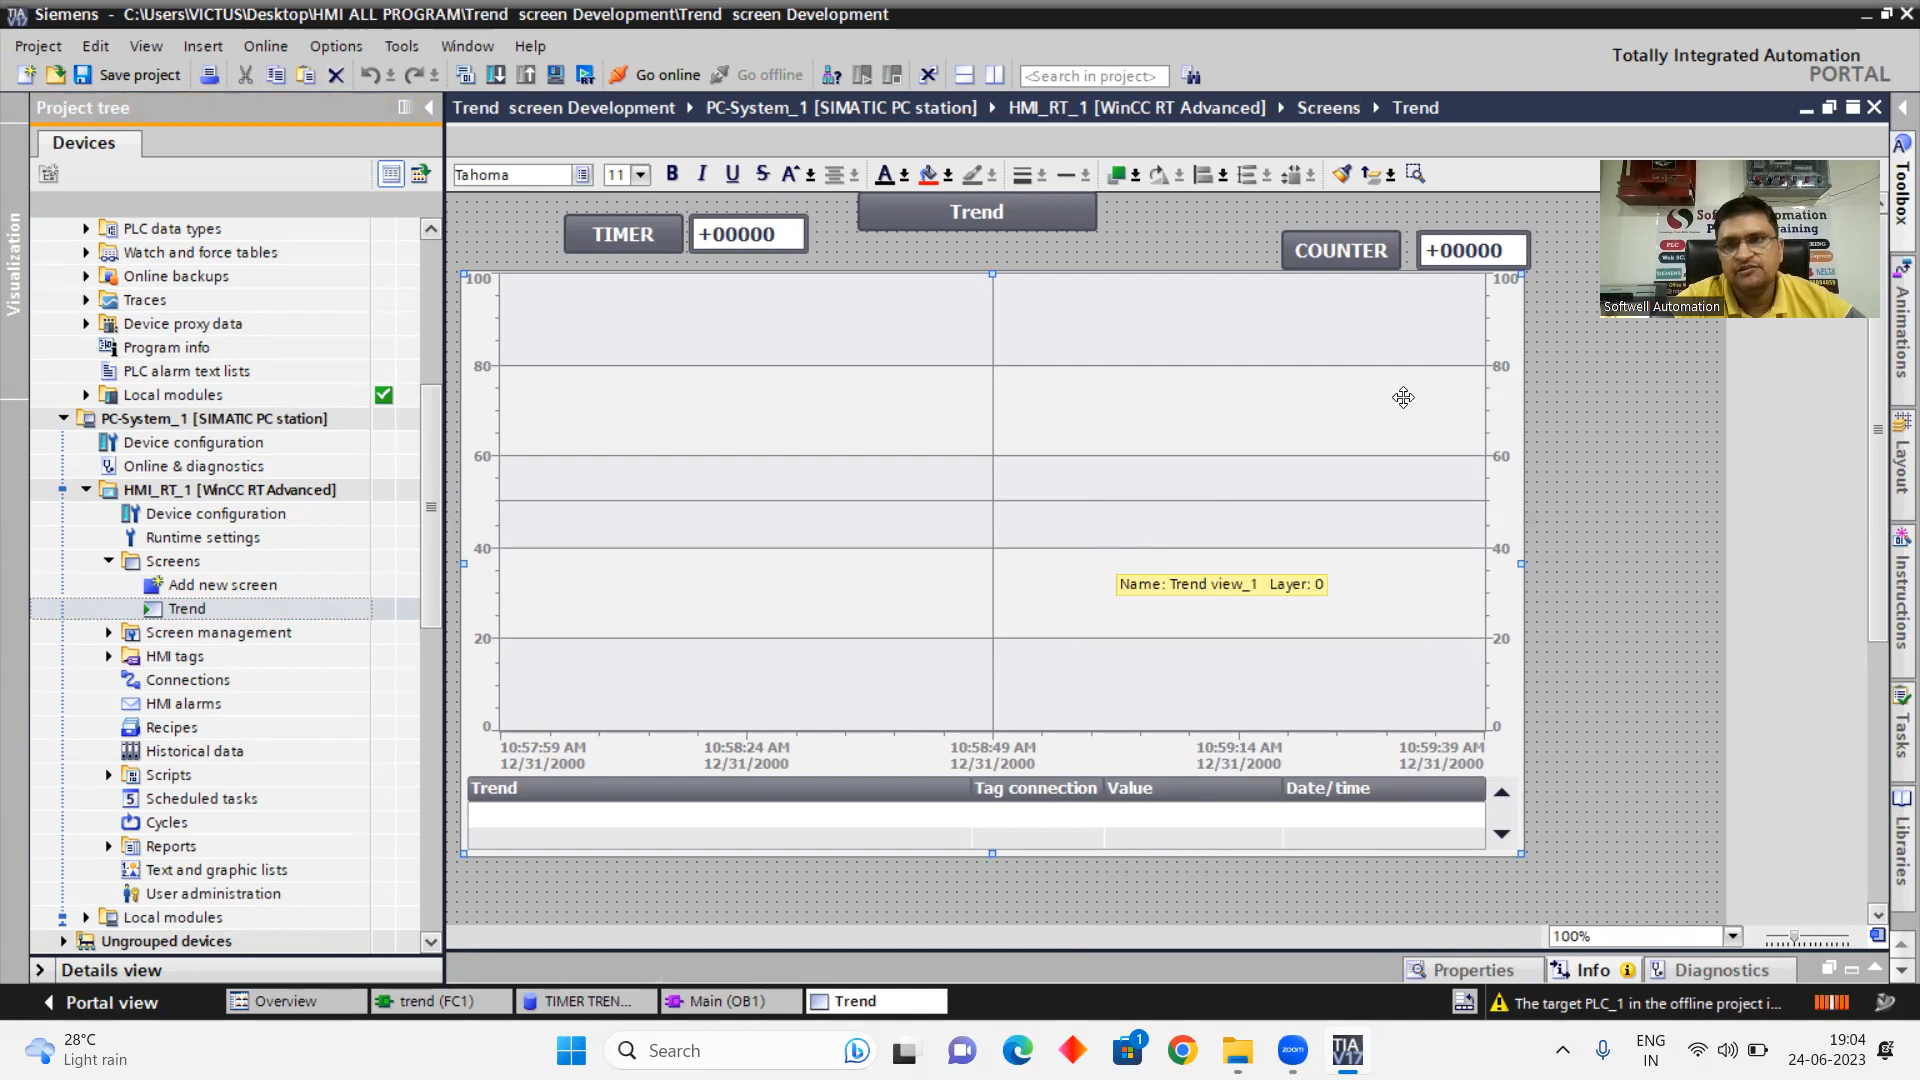 Siemens - C:\Users\VICTUS\Desktop\HMI ALL PROGRAM\Trend screen Development\Trend screen Development
Project Edit View Insert Online Options Tools Window Help
Totally Integrated Automation
PORTAL
Save project
Go online
Go offline
<Search in project>
Project tree
Trend screen Development
PC-System_1 [SIMATIC PC station]
HMI_RT_1 [WinCC RT Advanced]
Screens
Trend
Devices
Tahoma
11
B I U S
Visualization
PLC data types
Watch and force tables
Online backups
Traces
Device proxy data
Program info
PLC alarm text lists
Local modules
PC-System_1 [SIMATIC PC station]
Device configuration
Online & diagnostics
HMI_RT_1 [WinCC RT Advanced]
Device configuration
Runtime settings
Screens
Add new screen
Trend
Screen management
HMI tags
Connections
HMI alarms
Recipes
Historical data
Scripts
Scheduled tasks
Cycles
Reports
Text and graphic lists
User administration
Local modules
Ungrouped devices
Details view
Trend
TIMER +00000
COUNTER +00000
100 100
80 80
60 60
40 40
20 20
0 0
Name: Trend view_1 Layer: 0
10:57:59 AM 10:58:24 AM 10:58:49 AM 10:59:14 AM 10:59:39 AM
12/31/2000 12/31/2000 12/31/2000 12/31/2000 12/31/2000
Trend Tag connection Value Date/time
Softwell Automation
Toolbox
Animations
Layout
Instructions
Tasks
Libraries
100%
Properties
Info
Diagnostics
Portal view
Overview
trend (FC1)
TIMER TREN...
Main (OB1)
Trend
The target PLC_1 in the offline project i...
28°C
Light rain
Search
1
zoom
TIA
V17
ENG
IN
19:04
24-06-2023